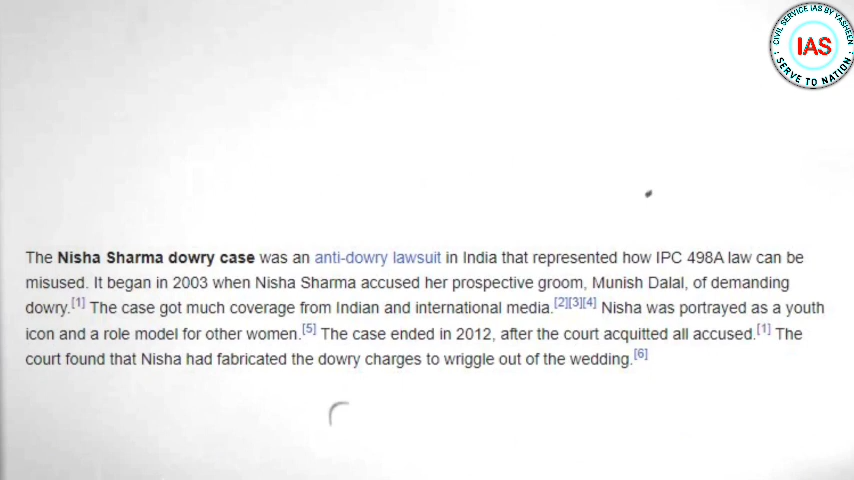 CIVIL SERVICE IAS BY YASHEEN
IAS
: SERVE TO NATION :
The Nisha Sharma dowry case was an anti-dowry lawsuit in India that represented how IPC 498A law can be
misused. It began in 2003 when Nisha Sharma accused her prospective groom, Munish Dalal, of demanding
dowry.[1] The case got much coverage from Indian and international media.[2][3][4] Nisha was portrayed as a youth
icon and a role model for other women.[5] The case ended in 2012, after the court acquitted all accused.[1] The
court found that Nisha had fabricated the dowry charges to wriggle out of the wedding.[6]